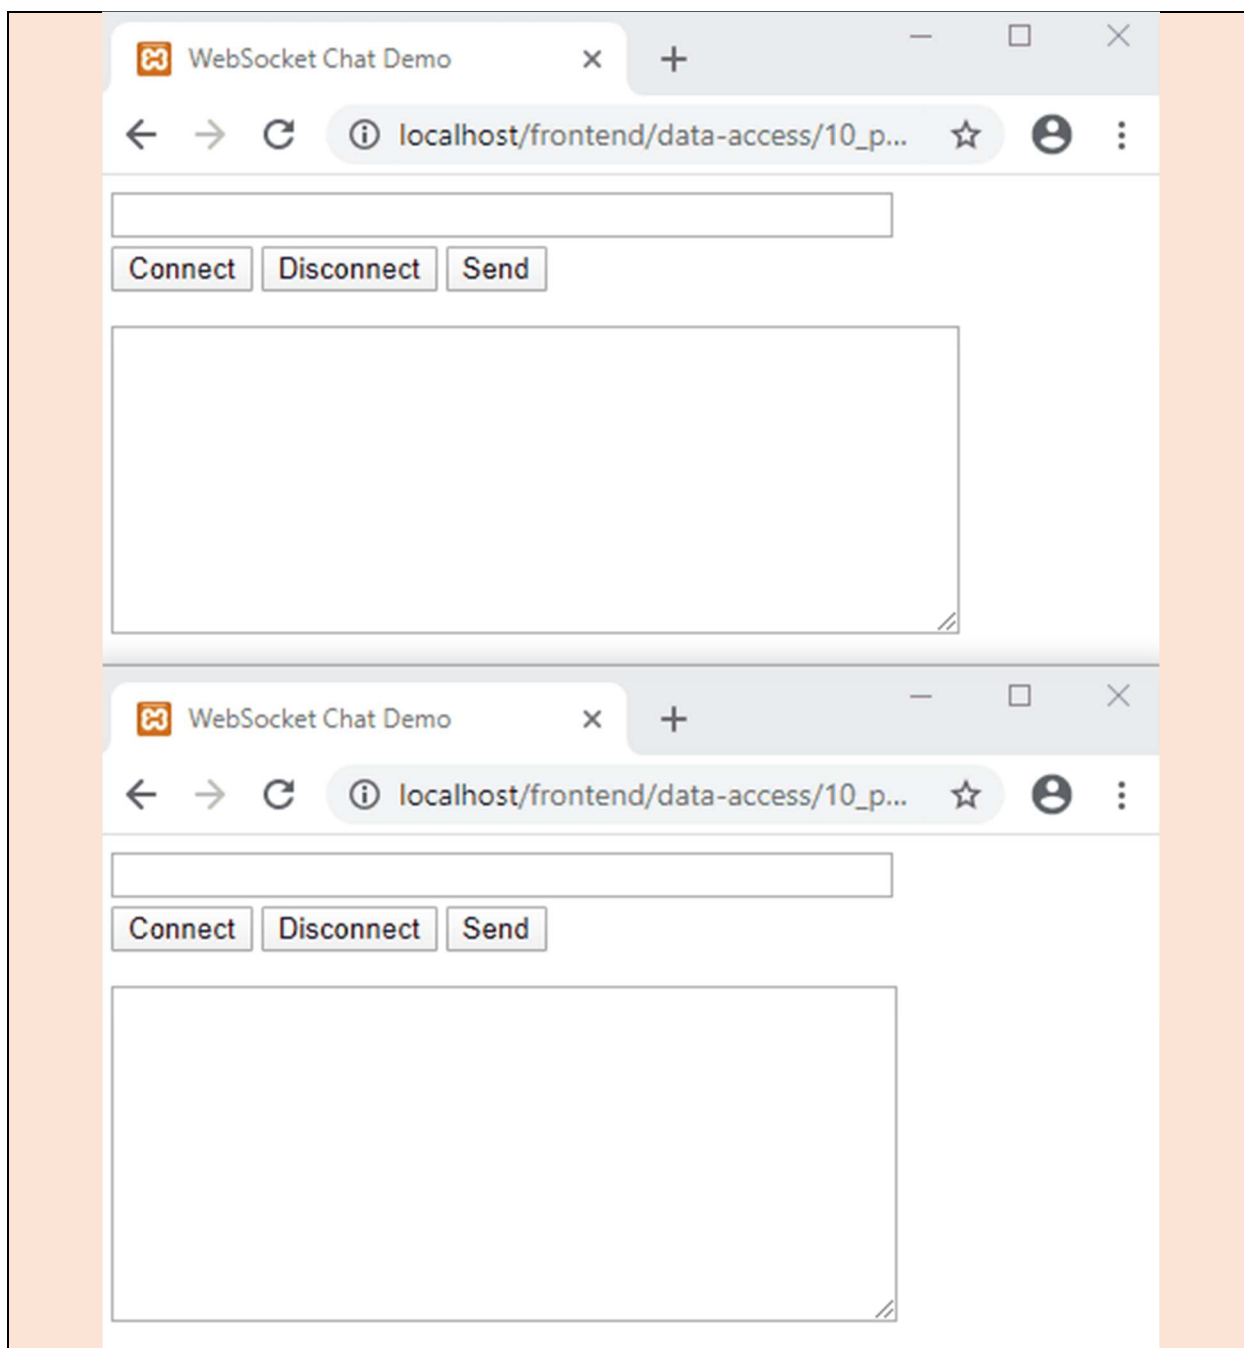 WebSocket Chat Demo
localhost/frontend/data-access/10_p...
Connect Disconnect Send
WebSocket Chat Demo
localhost/frontend/data-access/10_p...
Connect Disconnect Send